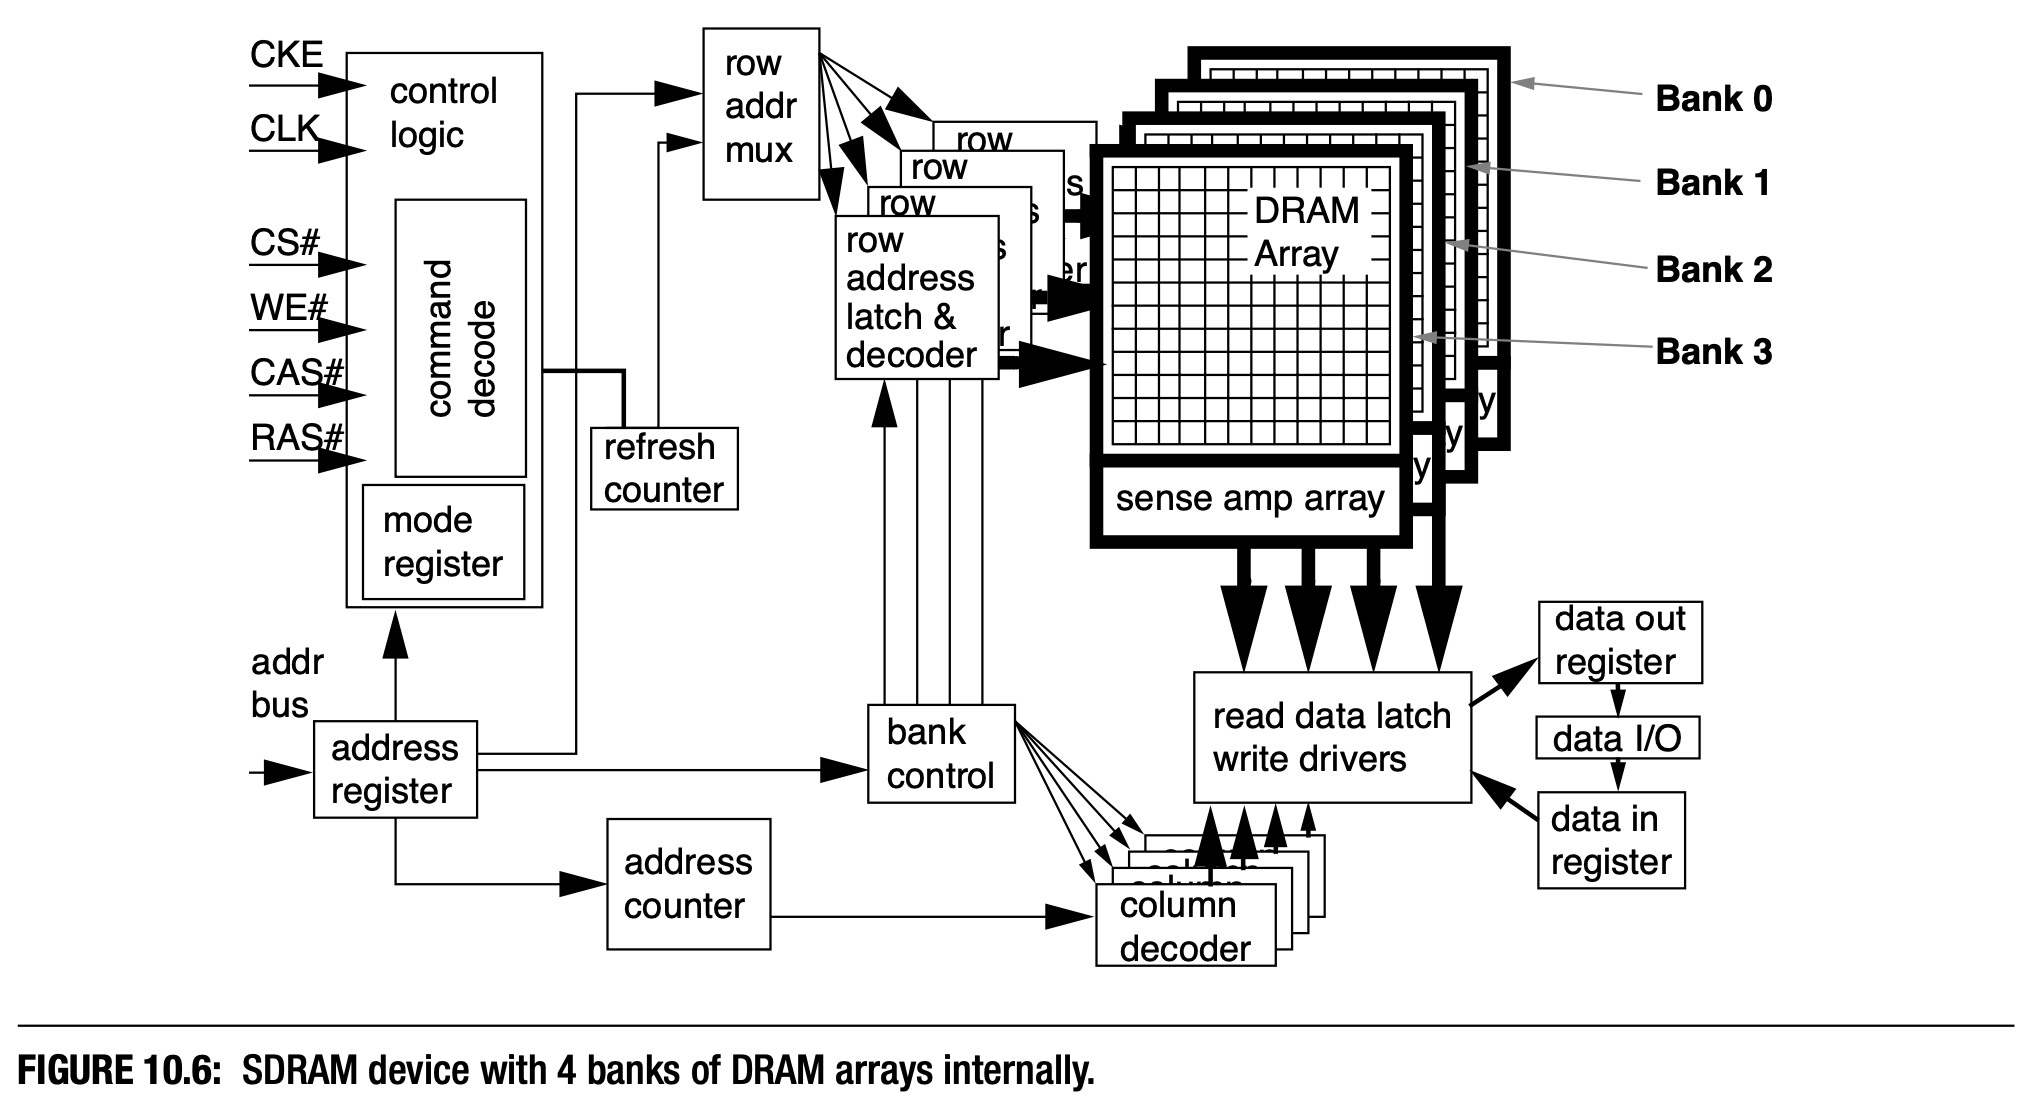 CKE
CLK
CS#
WE#
CAS#
RAS#
control
logic
command
decode
mode
register
addr
bus
address
register
refresh
counter
row
addr
mux
row
row
row
row
address
latch &
decoder
s
s
s
er
r
r
DRAM
Array
sense amp array
y
y
y
Bank 0
Bank 1
Bank 2
Bank 3
bank
control
address
counter
column
decoder
read data latch
write drivers
data out
register
data I/O
data in
register
FIGURE 10.6: SDRAM device with 4 banks of DRAM arrays internally.